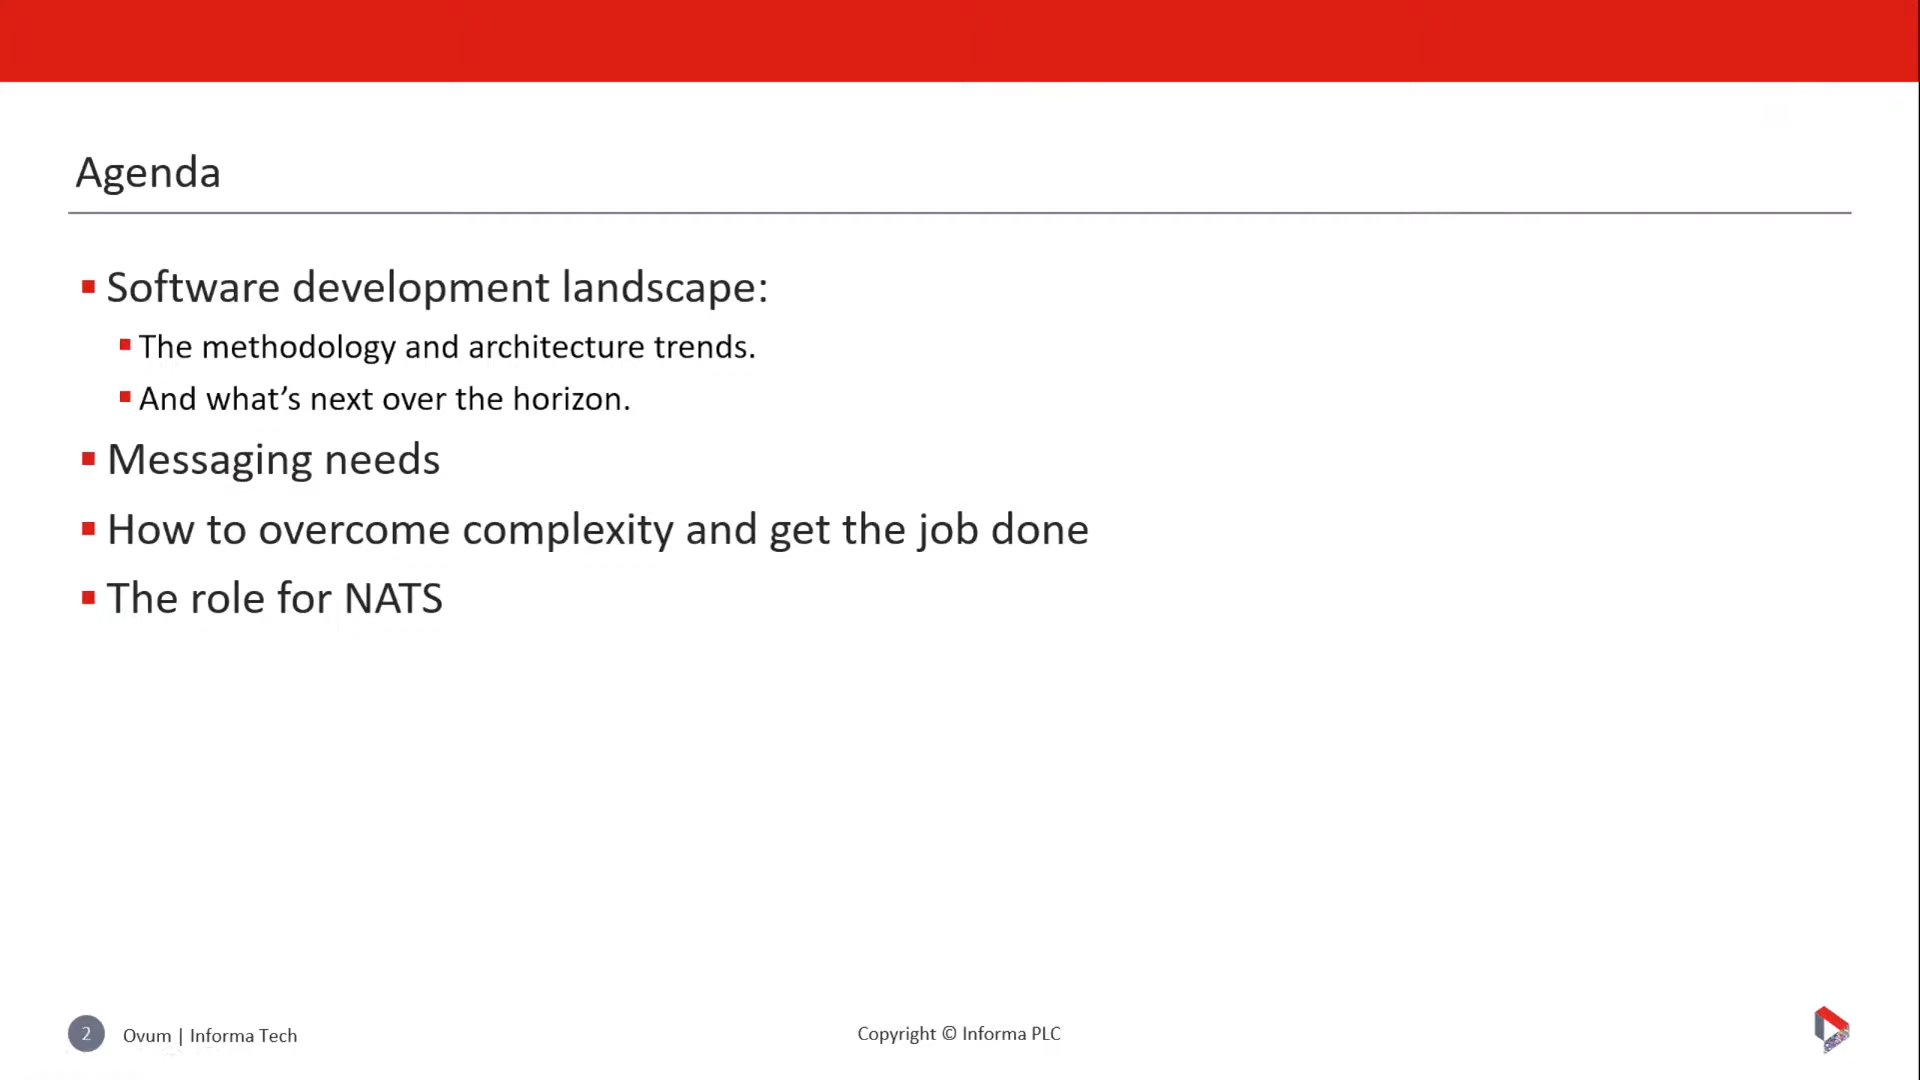 Agenda
Software development landscape:
The methodology and architecture trends.
And what’s next over the horizon.
Messaging needs
How to overcome complexity and get the job done
The role for NATS
2
Ovum | Informa Tech
Copyright © Informa PLC